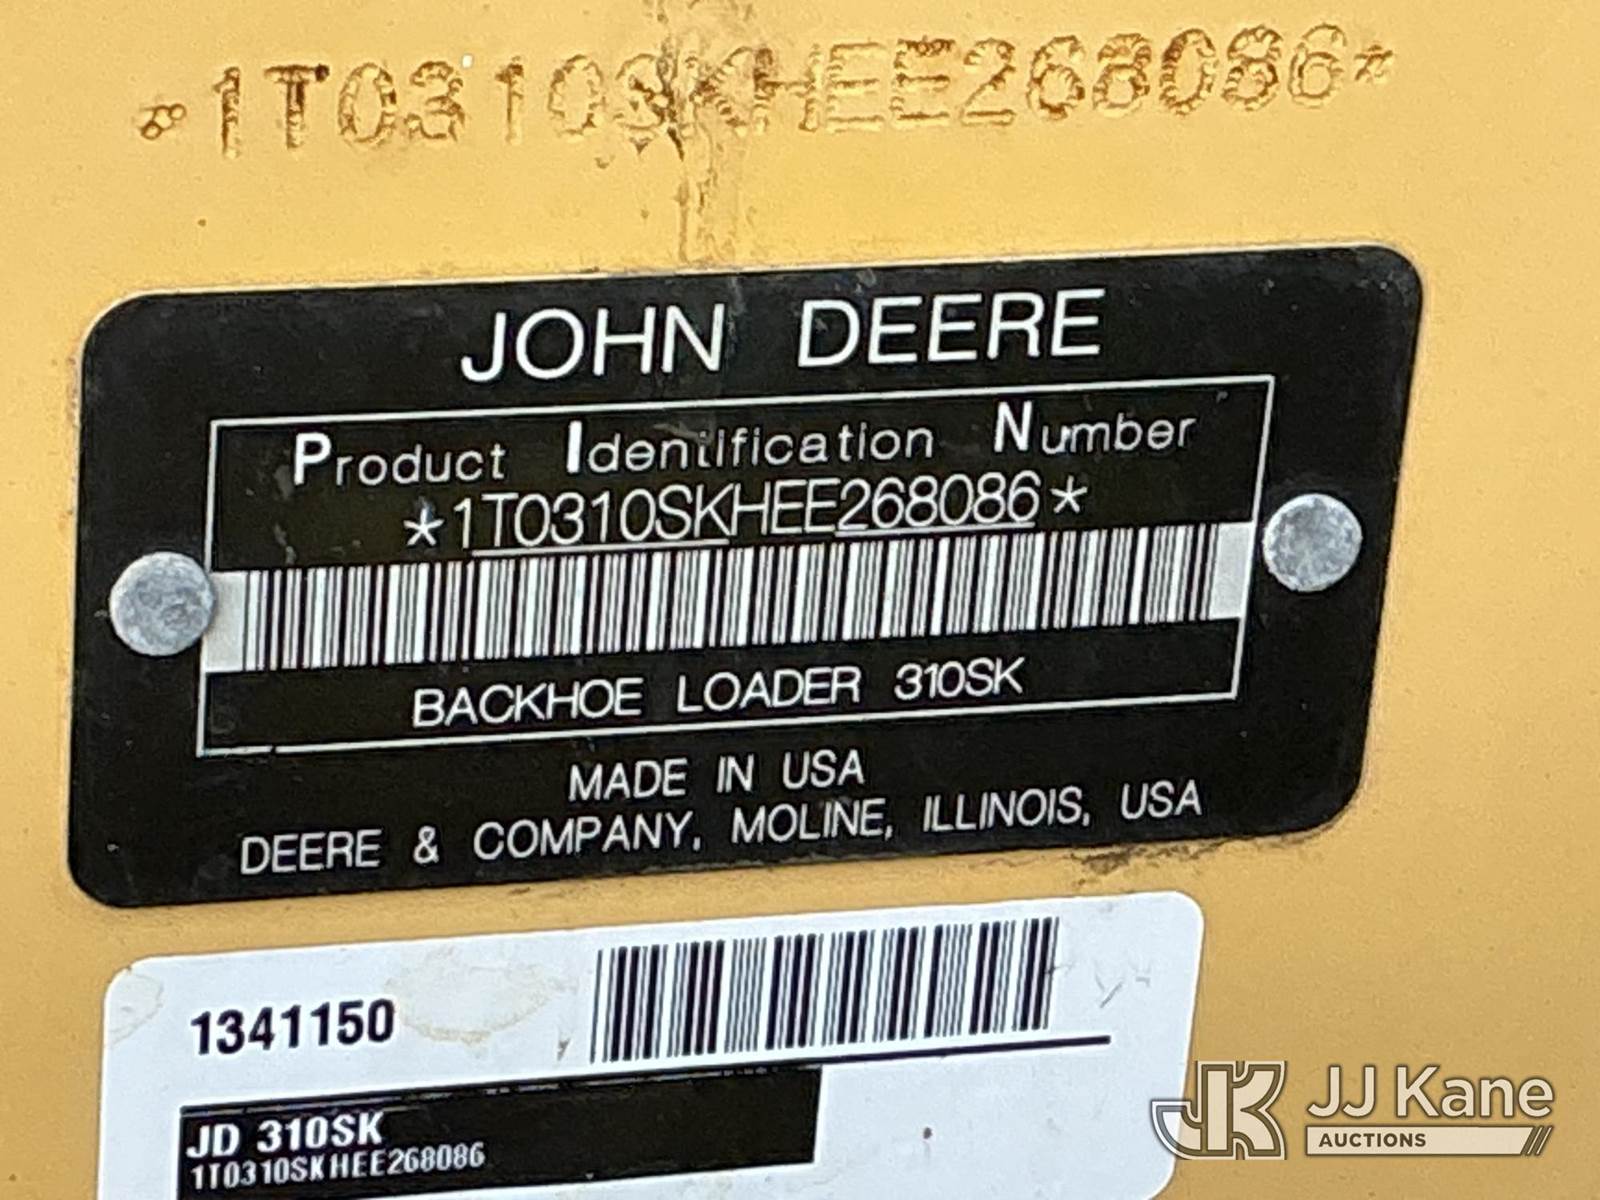 *1T0310SKHEE268086*
JOHN DEERE
Product Identification Number
*1T0310SKHEE268086*
BACKHOE LOADER 310SK
MADE IN USA
DEERE & COMPANY, MOLINE, ILLINOIS, USA
1341150
JD 310SK
1T0310SKHEE268086
JK JJ Kane
AUCTIONS